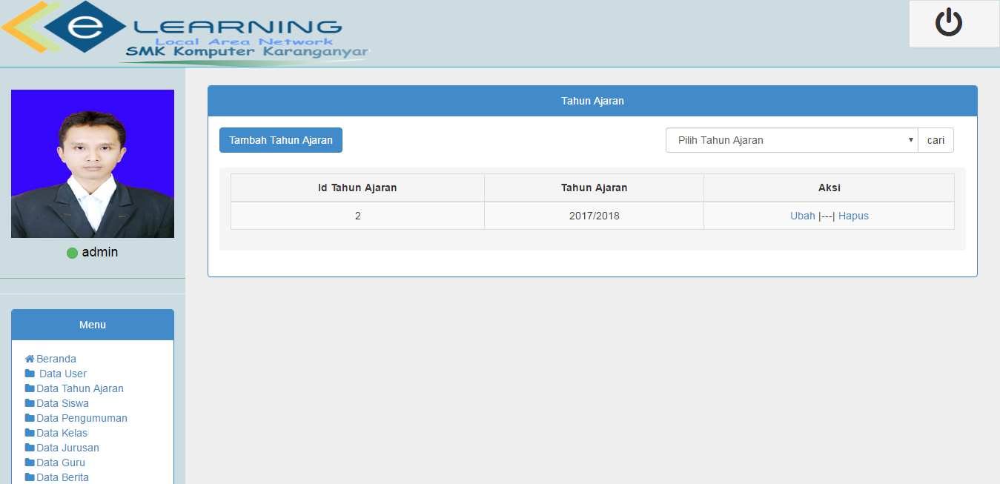 e LEARNING
Local Area Network
SMK Komputer Karanganyar
admin
Menu
Beranda
Data User
Data Tahun Ajaran
Data Siswa
Data Pengumuman
Data Kelas
Data Jurusan
Data Guru
Data Berita
Tahun Ajaran
Tambah Tahun Ajaran
Pilih Tahun Ajaran cari
Id Tahun Ajaran Tahun Ajaran Aksi
2 2017/2018 Ubah |---| Hapus